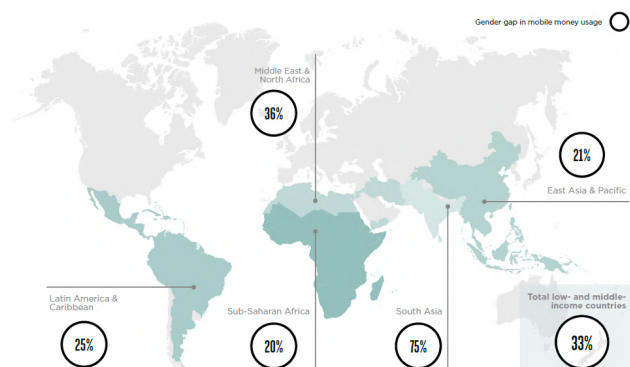 Gender gap in mobile money usage
Middle East &
North Africa
36%
21%
East Asia & Pacific
Latin America &
Caribbean
25%
Sub-Saharan Africa
20%
South Asia
75%
Total low- and middle-
income countries
33%